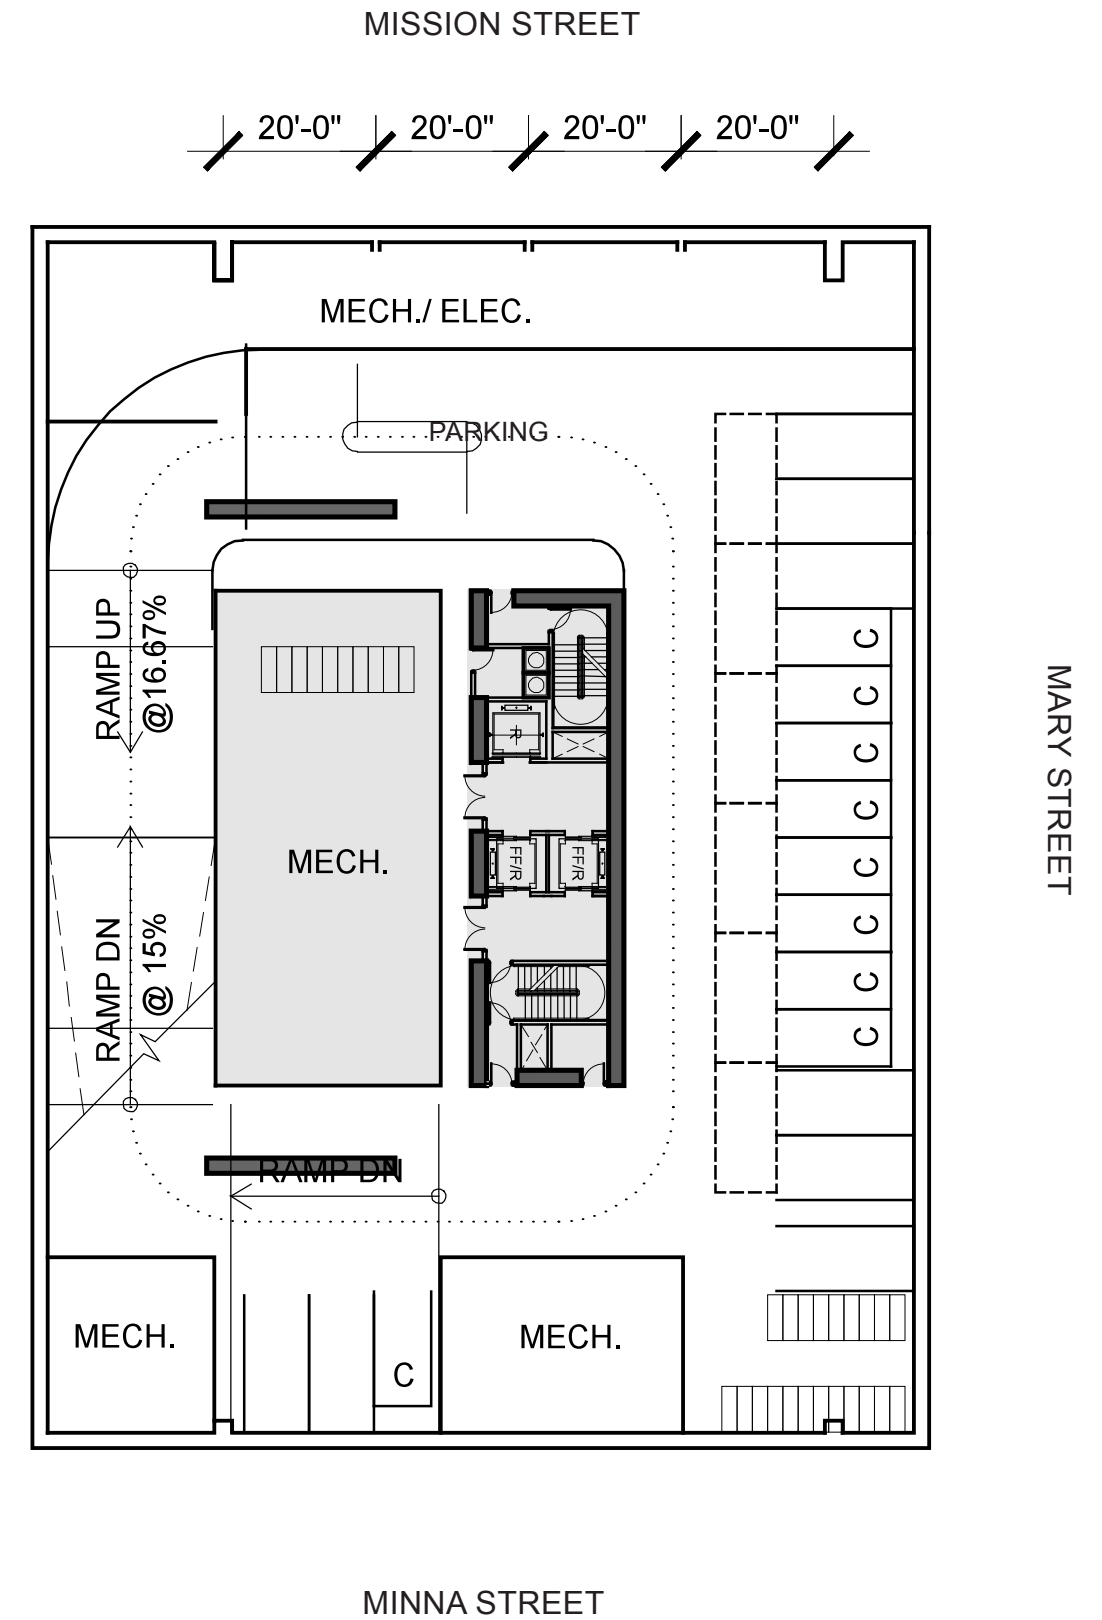 MISSION STREET
20'-0" 20'-0" 20'-0" 20'-0"
MECH./ ELEC.
PARKING
RAMP UP
@16.67%
R
C
C
C
C
C
C
C
C
MARY STREET
MECH.
FF/R FF/R
RAMP DN
@ 15%
RAMP DN
MECH.
C
MECH.
MINNA STREET